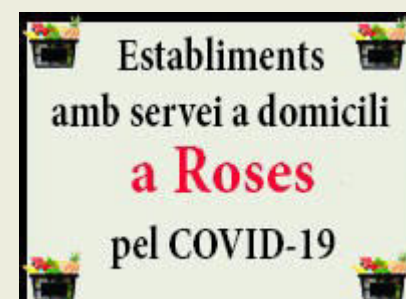 Establiments
amb servei a domicili
a Roses
pel COVID-19